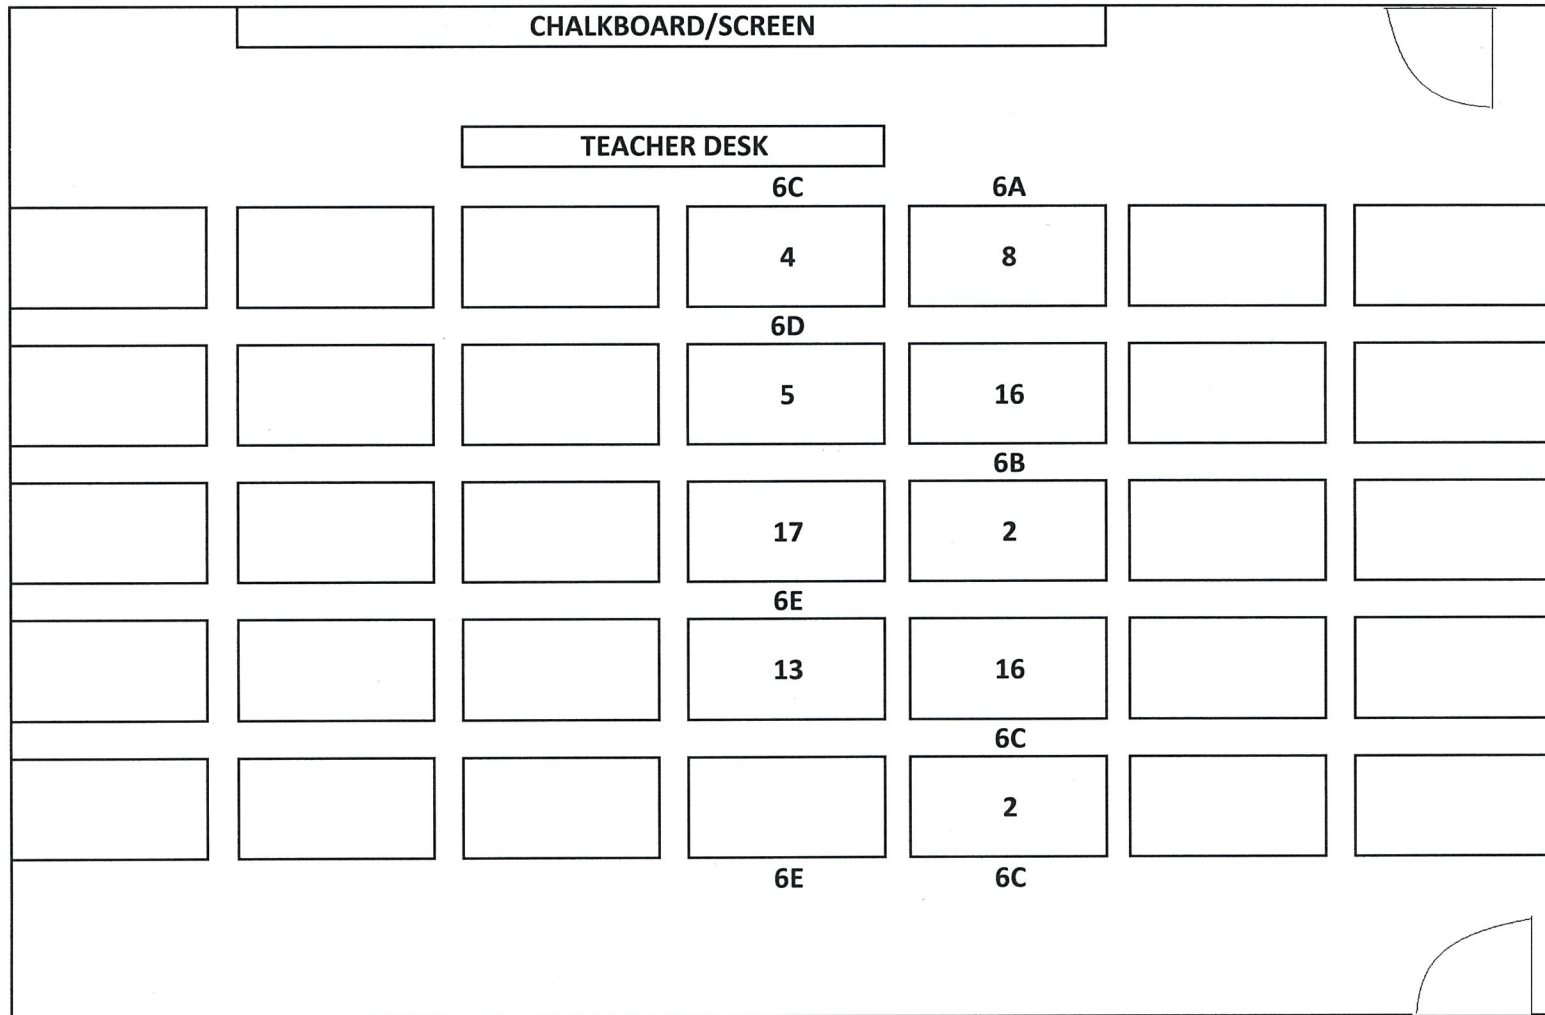 CHALKBOARD/SCREEN
TEACHER DESK
6C 6A
4 8
6D
5 16
6B
17 2
6E
13 16
6C
2
6E 6C